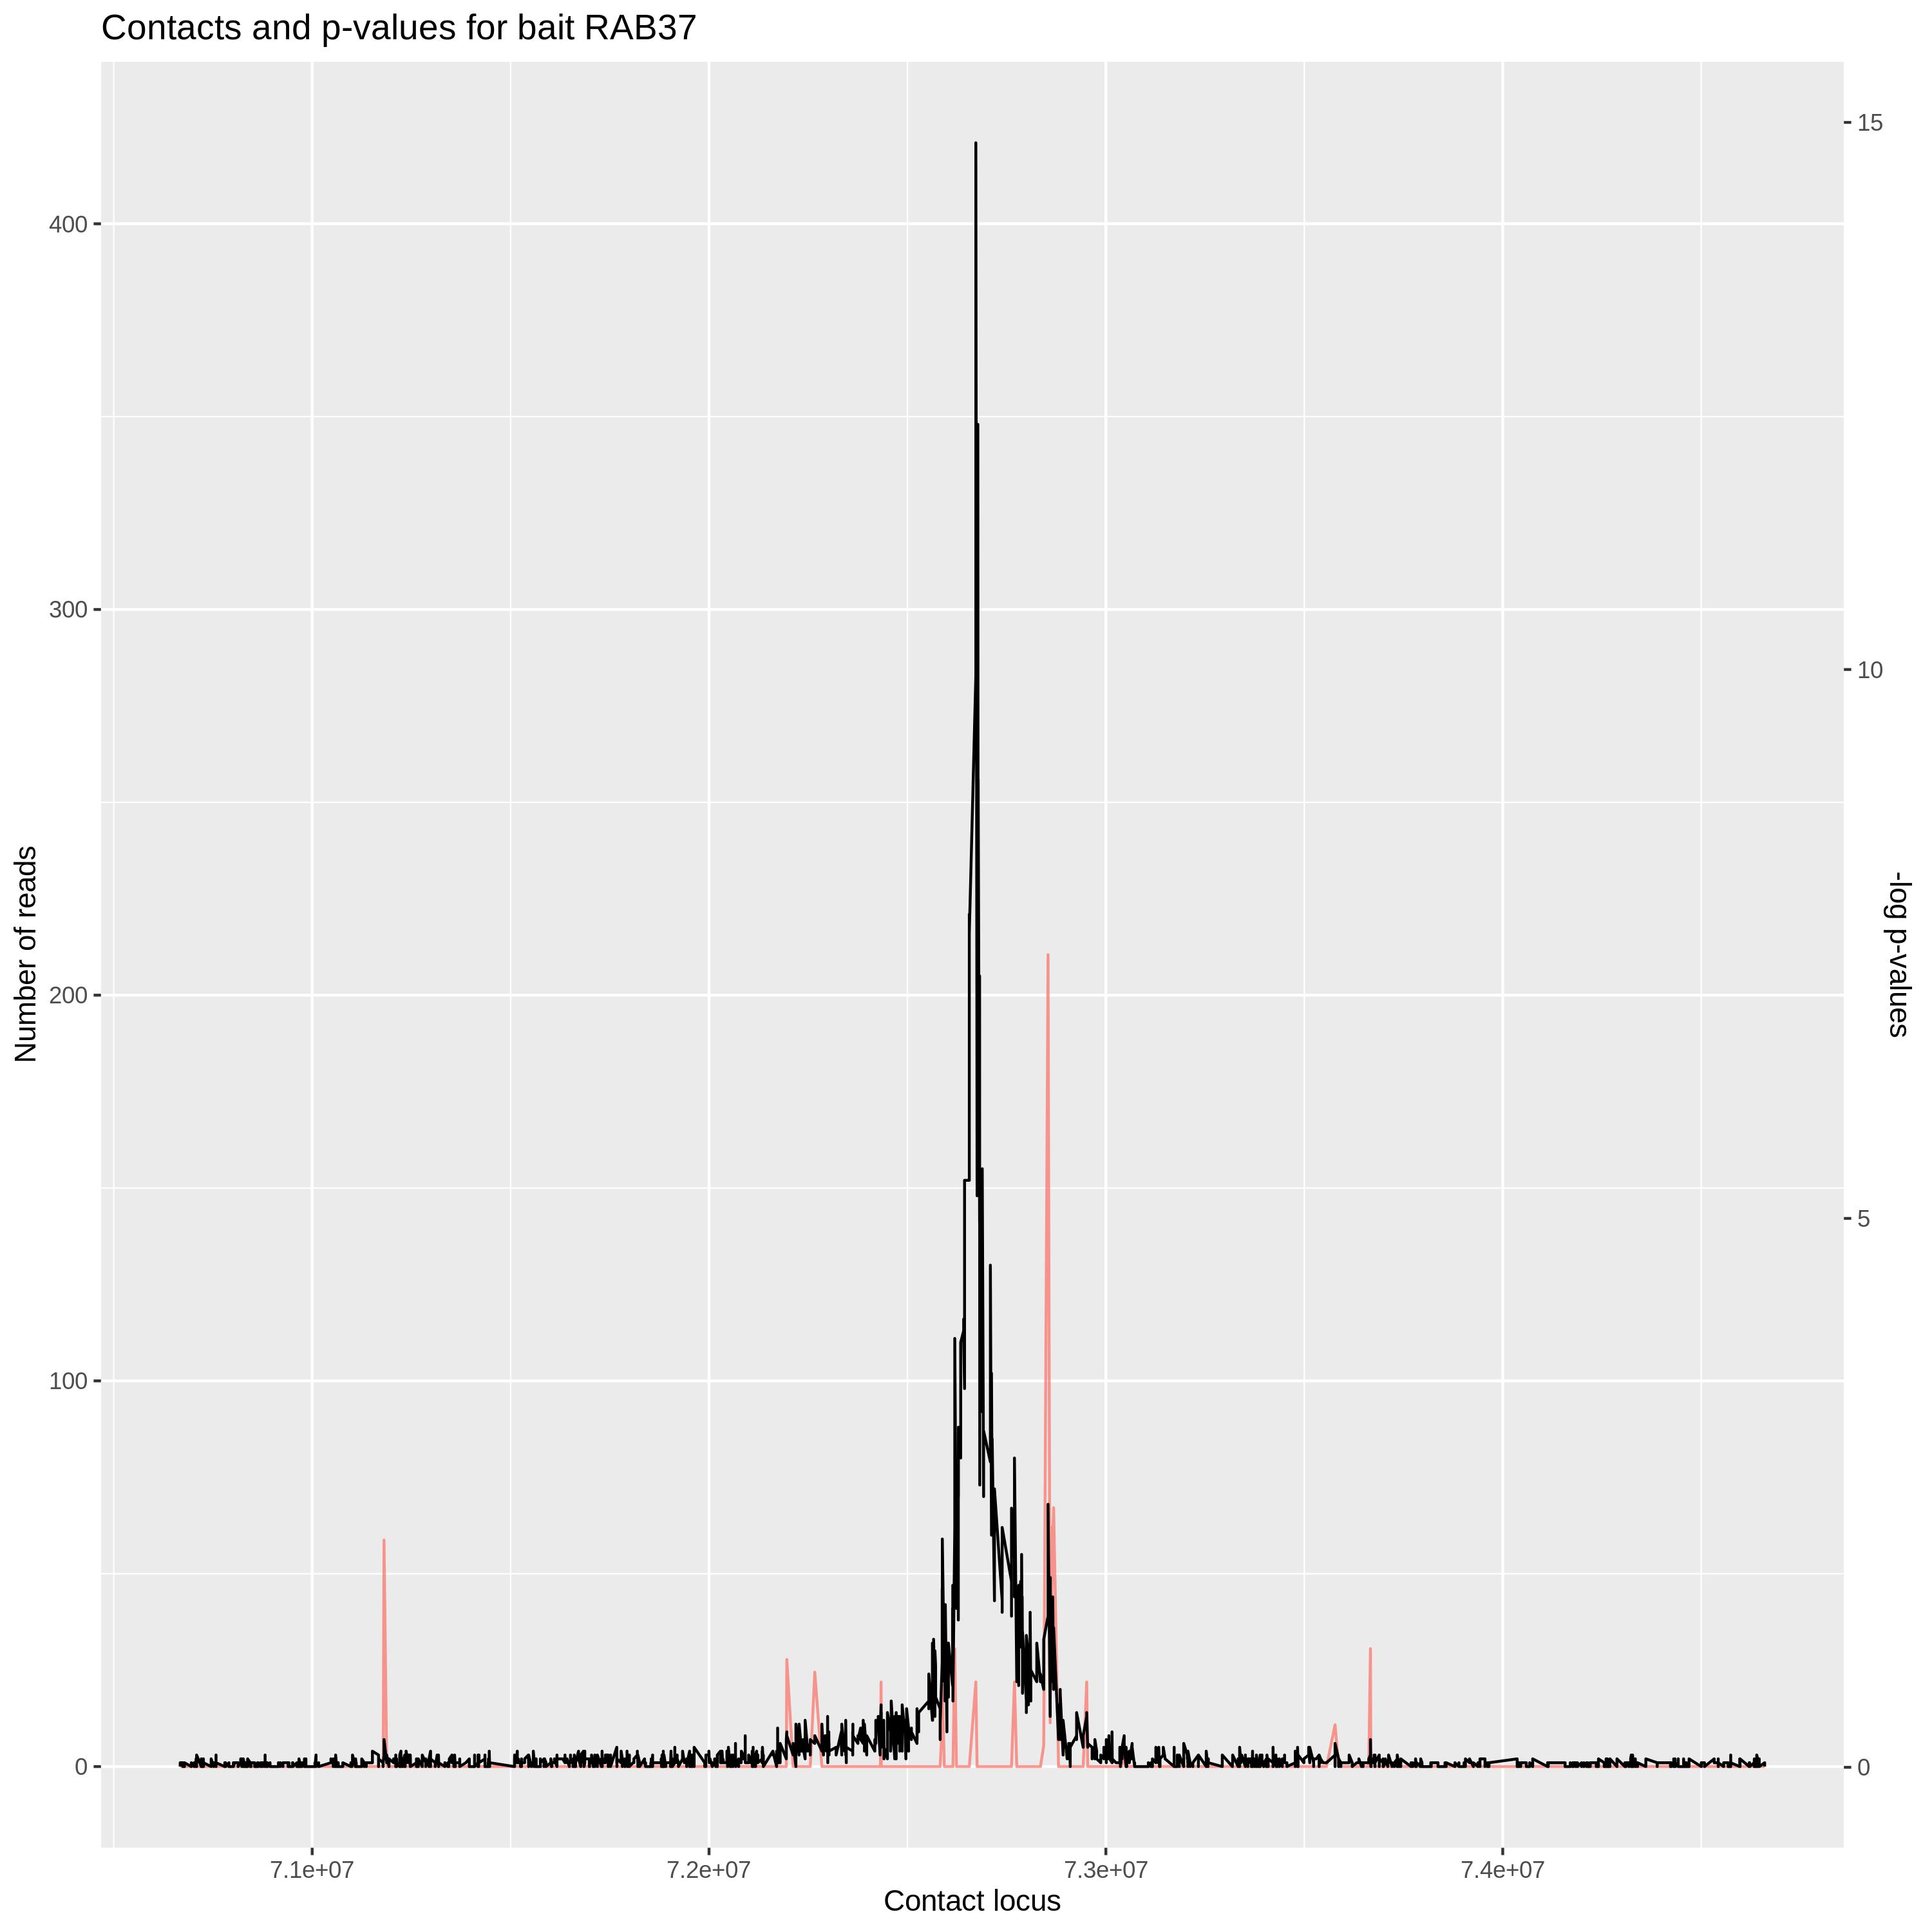 Contacts and p-values for bait RAB37
Number of reads
400
300
200
100
0
15
10
5
0
-log p-values
7.1e+07
7.2e+07
7.3e+07
7.4e+07
Contact locus